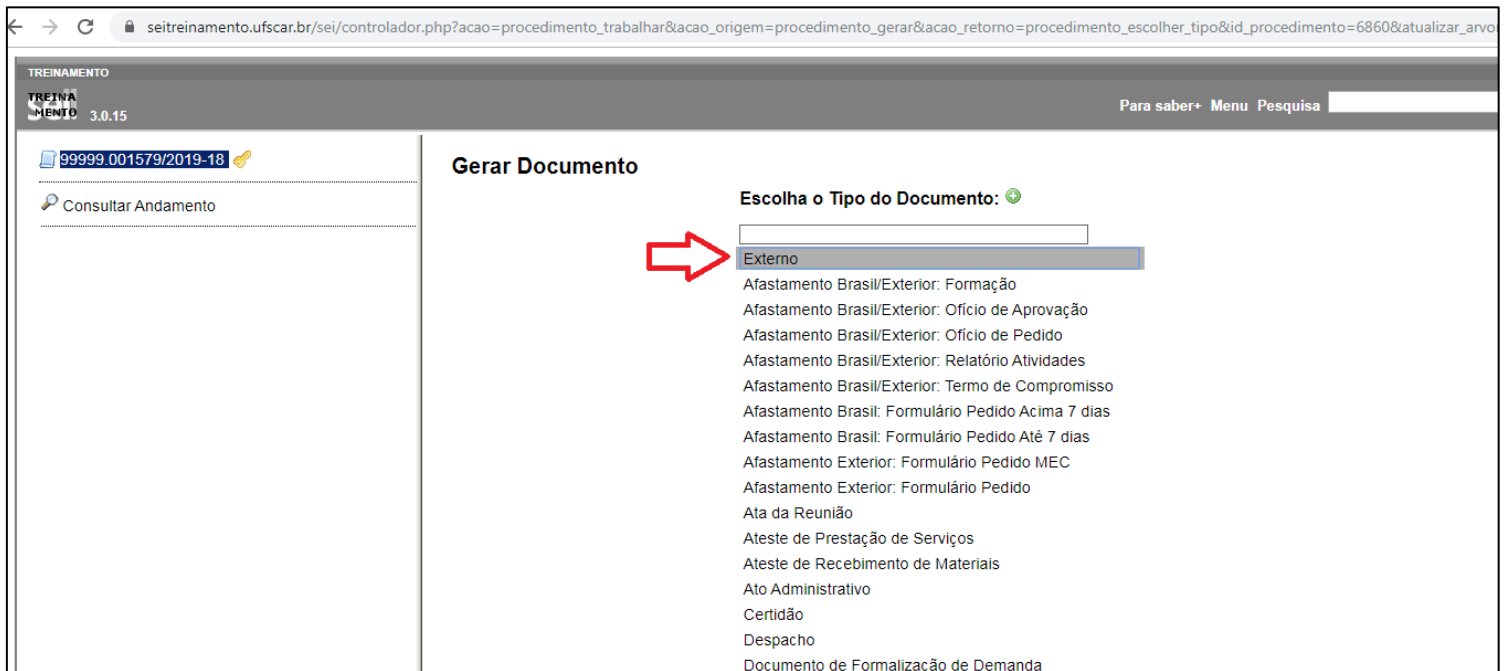 seitreinamento.ufscar.br/sei/controlador.php?acao=procedimento_trabalhar&acao_origem=procedimento_gerar&acao_retorno=procedimento_escolher_tipo&id_procedimento=6860&atualizar_arvo
TREINAMENTO
TREINA
MENTO 3.0.15
Para saber+ Menu Pesquisa
99999.001579/2019-18
Consultar Andamento
Gerar Documento
Escolha o Tipo do Documento:
Externo
Afastamento Brasil/Exterior: Formação
Afastamento Brasil/Exterior: Ofício de Aprovação
Afastamento Brasil/Exterior: Ofício de Pedido
Afastamento Brasil/Exterior: Relatório Atividades
Afastamento Brasil/Exterior: Termo de Compromisso
Afastamento Brasil: Formulário Pedido Acima 7 dias
Afastamento Brasil: Formulário Pedido Até 7 dias
Afastamento Exterior: Formulário Pedido MEC
Afastamento Exterior: Formulário Pedido
Ata da Reunião
Ateste de Prestação de Serviços
Ateste de Recebimento de Materiais
Ato Administrativo
Certidão
Despacho
Documento de Formalização de Demanda